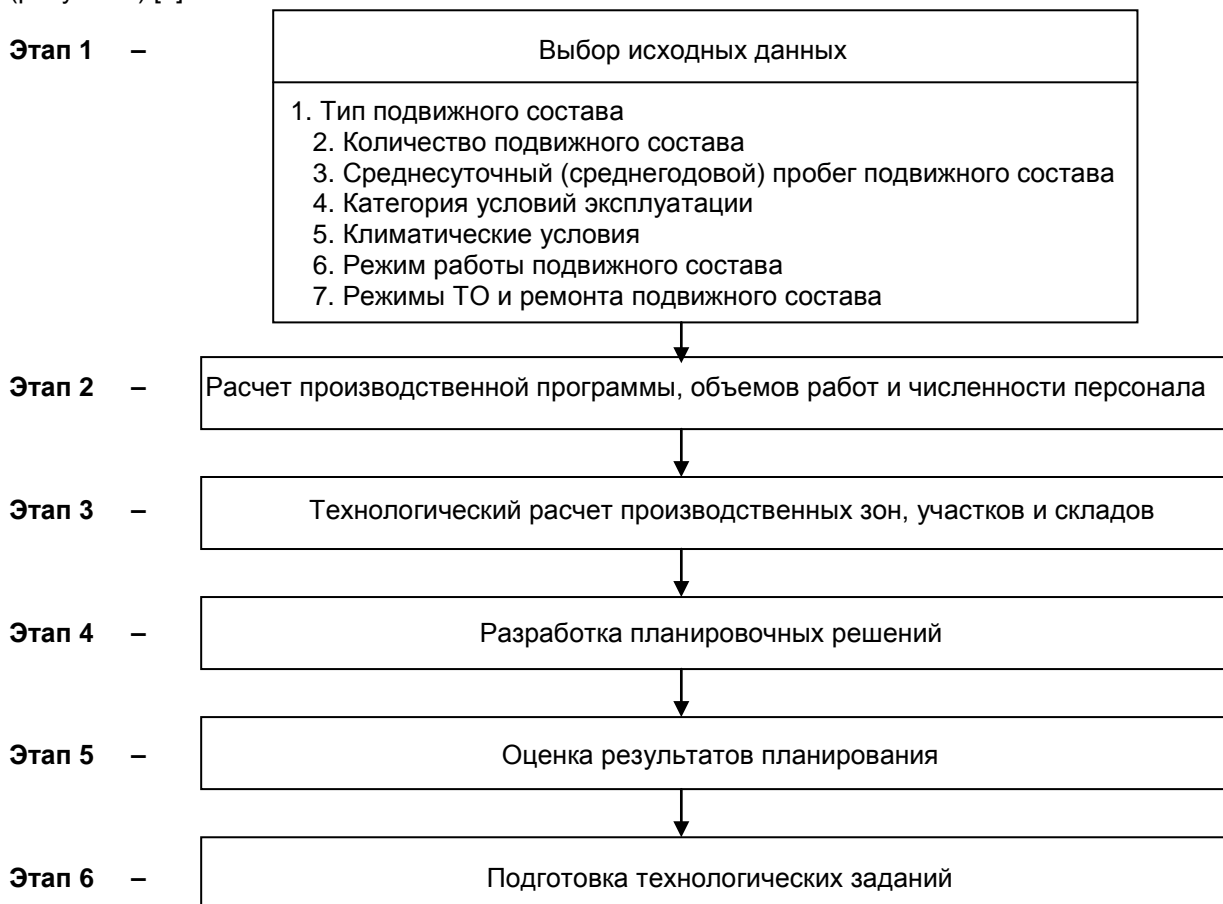 Этап 1 – Выбор исходных данных
1. Тип подвижного состава
2. Количество подвижного состава
3. Среднесуточный (среднегодовой) пробег подвижного состава
4. Категория условий эксплуатации
5. Климатические условия
6. Режим работы подвижного состава
7. Режимы ТО и ремонта подвижного состава
Этап 2 – Расчет производственной программы, объемов работ и численности персонала
Этап 3 – Технологический расчет производственных зон, участков и складов
Этап 4 – Разработка планировочных решений
Этап 5 – Оценка результатов планирования
Этап 6 – Подготовка технологических заданий